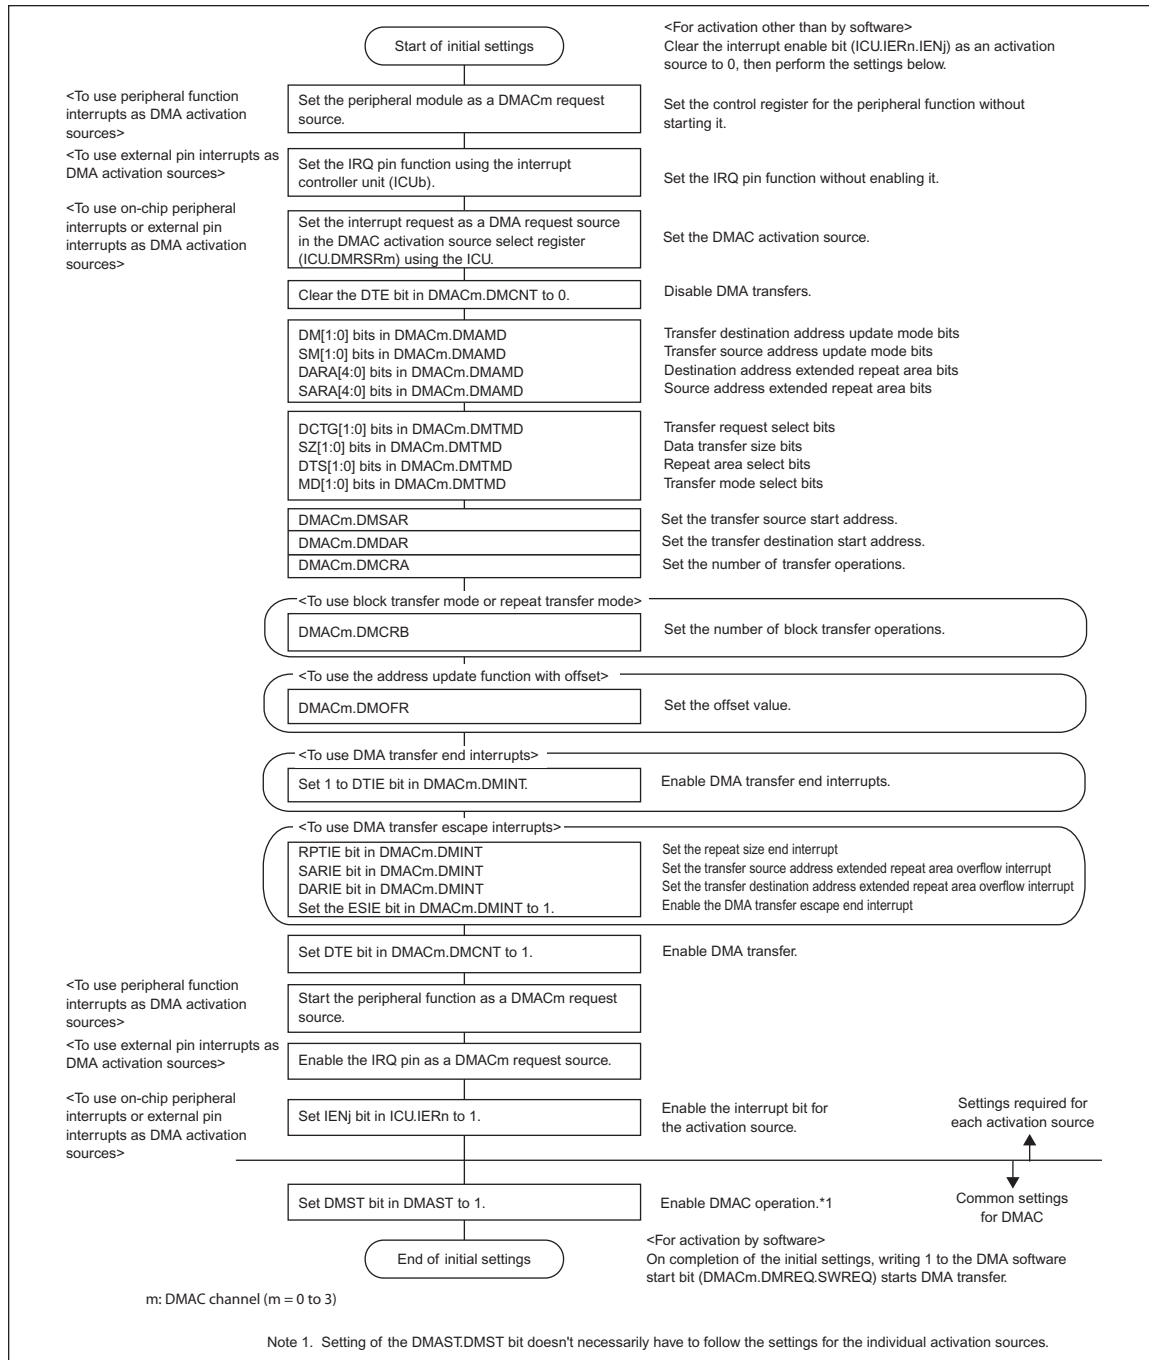 Start of initial settings
<For activation other than by software>
Clear the interrupt enable bit (ICU.IERn.IENj) as an activation
source to 0, then perform the settings below.
<To use peripheral function
interrupts as DMA activation
sources>
Set the peripheral module as a DMACm request
source.
Set the control register for the peripheral function without
starting it.
<To use external pin interrupts as
DMA activation sources>
Set the IRQ pin function using the interrupt
controller unit (ICUb).
Set the IRQ pin function without enabling it.
<To use on-chip peripheral
interrupts or external pin
interrupts as DMA activation
sources>
Set the interrupt request as a DMA request source
in the DMAC activation source select register
(ICU.DMRSRm) using the ICU.
Set the DMAC activation source.
Clear the DTE bit in DMACm.DMCNT to 0.
Disable DMA transfers.
DM[1:0] bits in DMACm.DMAMD
Transfer destination address update mode bits
SM[1:0] bits in DMACm.DMAMD
Transfer source address update mode bits
DARA[4:0] bits in DMACm.DMAMD
Destination address extended repeat area bits
SARA[4:0] bits in DMACm.DMAMD
Source address extended repeat area bits
DCTG[1:0] bits in DMACm.DMTMD
Transfer request select bits
SZ[1:0] bits in DMACm.DMTMD
Data transfer size bits
DTS[1:0] bits in DMACm.DMTMD
Repeat area select bits
MD[1:0] bits in DMACm.DMTMD
Transfer mode select bits
DMACm.DMSAR
Set the transfer source start address.
DMACm.DMDAR
Set the transfer destination start address.
DMACm.DMCRA
Set the number of transfer operations.
<To use block transfer mode or repeat transfer mode>
DMACm.DMCRB
Set the number of block transfer operations.
<To use the address update function with offset>
DMACm.DMOFR
Set the offset value.
<To use DMA transfer end interrupts>
Set 1 to DTIE bit in DMACm.DMINT.
Enable DMA transfer end interrupts.
<To use DMA transfer escape interrupts>
RPTIE bit in DMACm.DMINT
Set the repeat size end interrupt
SARIE bit in DMACm.DMINT
Set the transfer source address extended repeat area overflow interrupt
DARIE bit in DMACm.DMINT
Set the transfer destination address extended repeat area overflow interrupt
Set the ESIE bit in DMACm.DMINT to 1.
Enable the DMA transfer escape end interrupt
Set DTE bit in DMACm.DMCNT to 1.
Enable DMA transfer.
<To use peripheral function
interrupts as DMA activation
sources>
Start the peripheral function as a DMACm request
source.
<To use external pin interrupts as
DMA activation sources>
Enable the IRQ pin as a DMACm request source.
<To use on-chip peripheral
interrupts or external pin
interrupts as DMA activation
sources>
Set IENj bit in ICU.IERn to 1.
Enable the interrupt bit for
the activation source.
Settings required for
each activation source
Set DMST bit in DMAST to 1.
Enable DMAC operation.*1
Common settings
for DMAC
End of initial settings
<For activation by software>
On completion of the initial settings, writing 1 to the DMA software
start bit (DMACm.DMREQ.SWREQ) starts DMA transfer.
m: DMAC channel (m = 0 to 3)
Note 1. Setting of the DMAST.DMST bit doesn't necessarily have to follow the settings for the individual activation sources.